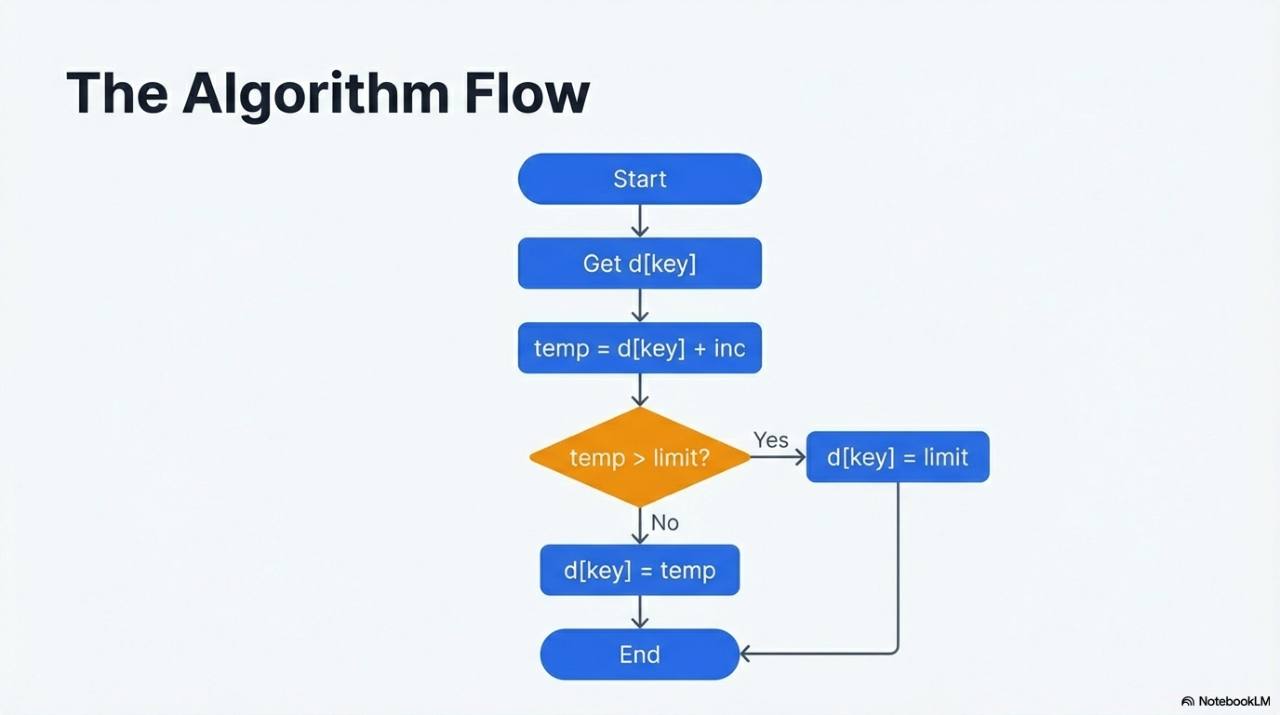 The Algorithm Flow
Start
Get d[key]
temp = d[key] + inc
temp > limit?
Yes
d[key] = limit
No
d[key] = temp
End
NotebookLM